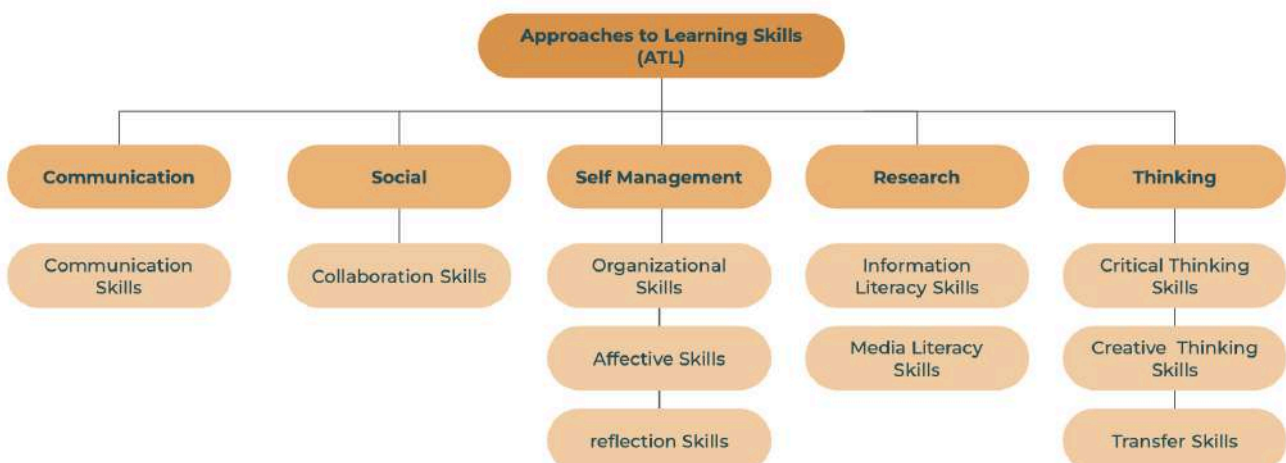 Approaches to Learning Skills
(ATL)
Communication
Social
Self Management
Research
Thinking
Communication
Skills
Collaboration Skills
Organizational
Skills
Information
Literacy Skills
Critical Thinking
Skills
Affective Skills
Media Literacy
Skills
Creative Thinking
Skills
reflection Skills
Transfer Skills